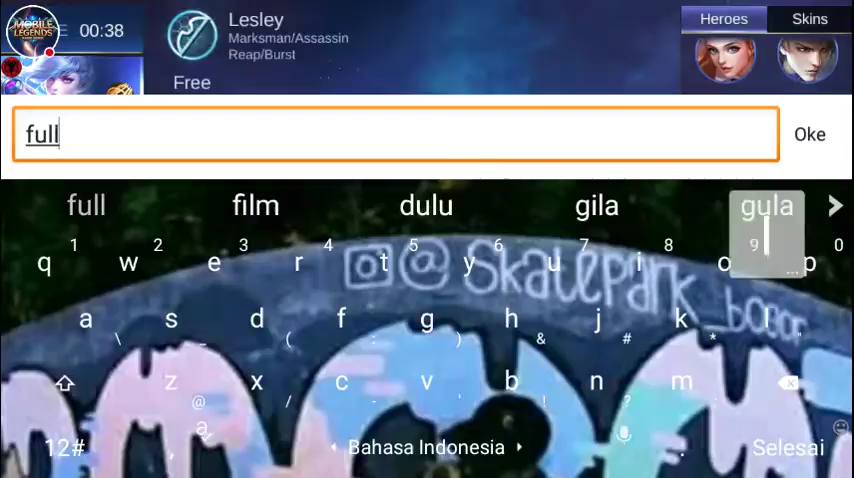 MOBILE LEGENDS
00:38
Lesley
Marksman/Assassin
Reap/Burst
Free
Heroes
Skins
full
Oke
full film dulu gila gula
1 2 3 4 5 6 7 8 9 0
q w e r t y u i o p
@Skatepark_bogor
a s d f g h j k l
\ _ ( : ) & # * "
z x c v b n m
@ / - ' ! ?
12# , Bahasa Indonesia . Selesai